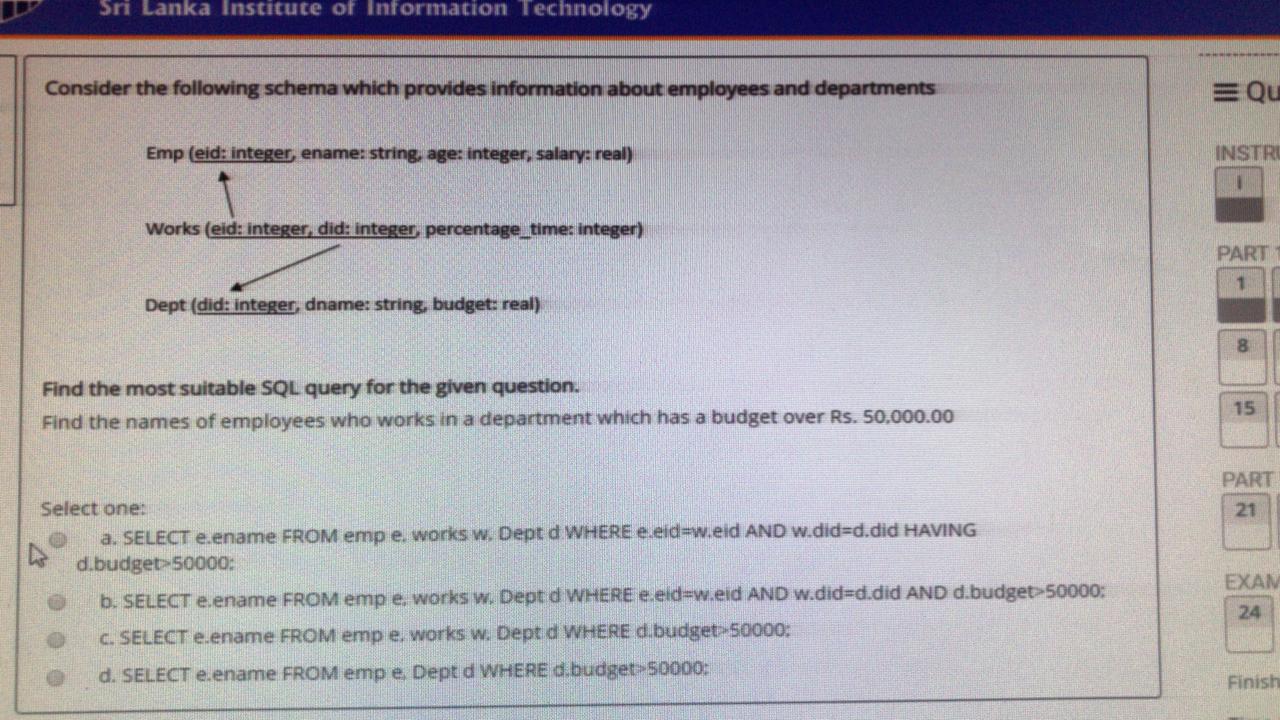 Sri Lanka Institute of Information Technology
Consider the following schema which provides information about employees and departments
Emp (eid: integer, ename: string, age: integer, salary: real)
Works (eid: integer, did: integer, percentage_time: integer)
Dept (did: integer, dname: string, budget: real)
Find the most suitable SQL query for the given question.
Find the names of employees who works in a department which has a budget over Rs. 50,000.00
Select one:
a. SELECT e.ename FROM emp e, works w, Dept d WHERE e.eid=w.eid AND w.did=d.did HAVING
d.budget>50000;
b. SELECT e.ename FROM emp e, works w, Dept d WHERE e.eid=w.eid AND w.did=d.did AND d.budget>50000;
c. SELECT e.ename FROM emp e, works w, Dept d WHERE d.budget>50000;
d. SELECT e.ename FROM emp e, Dept d WHERE d.budget>50000;
Qu
INSTRU
i
PART 1
1
8
15
PART
21
EXAM
24
Finish